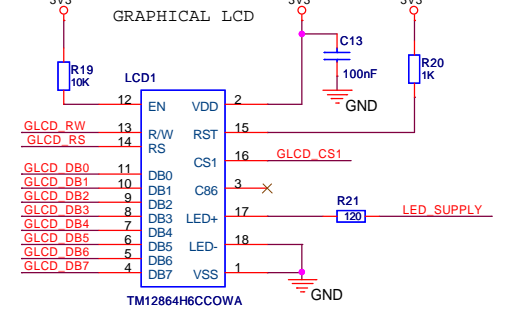 GRAPHICAL LCD
C13
100nF
GND
R19
10K
R20
1K
LCD1
12 EN VDD 2
GLCD_RW 13 R/W RST 15
GLCD_RS 14 RS
CS1 16 GLCD_CS1
GLCD_DB0 11 DB0
GLCD_DB1 10 DB1 C86 3
GLCD_DB2 9 DB2
GLCD_DB3 8 DB3 LED+ 17 R21 120 LED_SUPPLY
GLCD_DB4 7 DB4
GLCD_DB5 6 DB5 LED- 18
GLCD_DB6 5 DB6
GLCD_DB7 4 DB7 VSS 1
GND
TM12864H6CCOWA